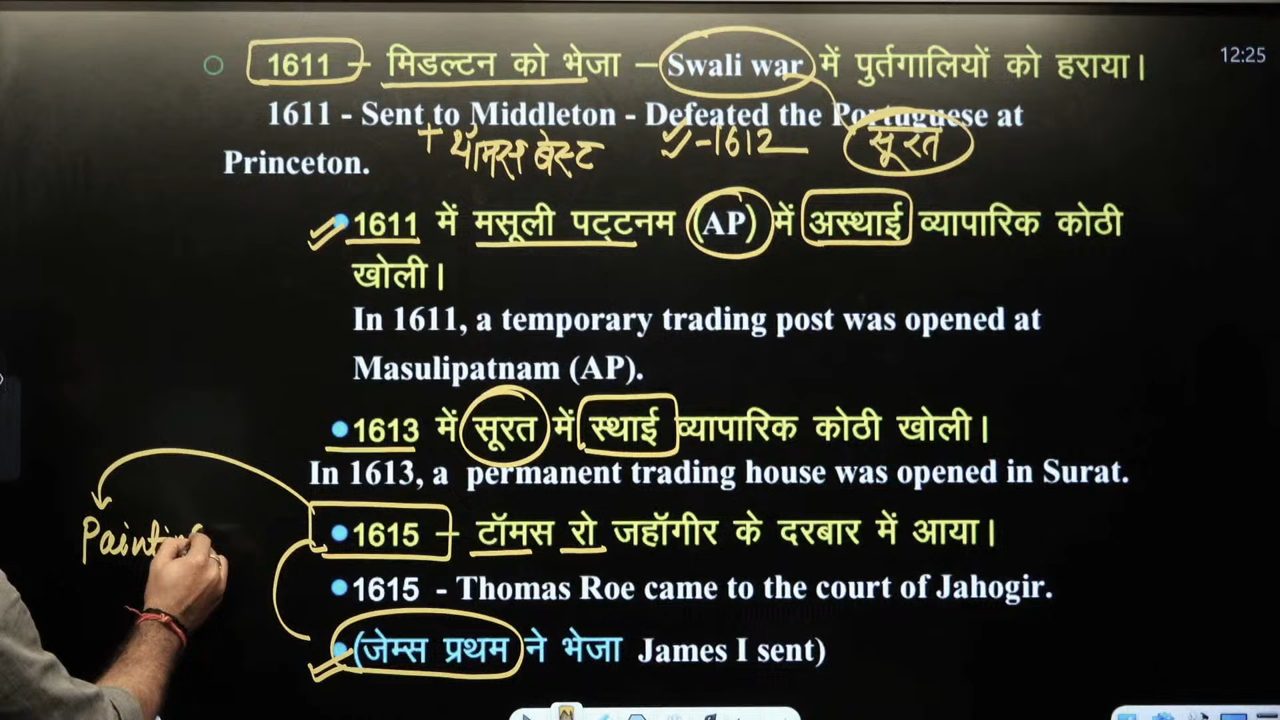 12:25
1611 – मिडल्टन को भेजा – Swali war में पुर्तगालियों को हराया।
1611 - Sent to Middleton - Defeated the Portuguese at
+ थॉमस बेस्ट -1612 सूरत
Princeton.
1611 में मसूली पट्टनम (AP) में अस्थाई व्यापारिक कोठी
खोली।
In 1611, a temporary trading post was opened at
Masulipatnam (AP).
1613 में सूरत में स्थाई व्यापारिक कोठी खोली।
In 1613, a permanent trading house was opened in Surat.
1615 – टॉमस रो जहॉगीर के दरबार में आया।
Paintin
1615 - Thomas Roe came to the court of Jahogir.
(जेम्स प्रथम ने भेजा James I sent)